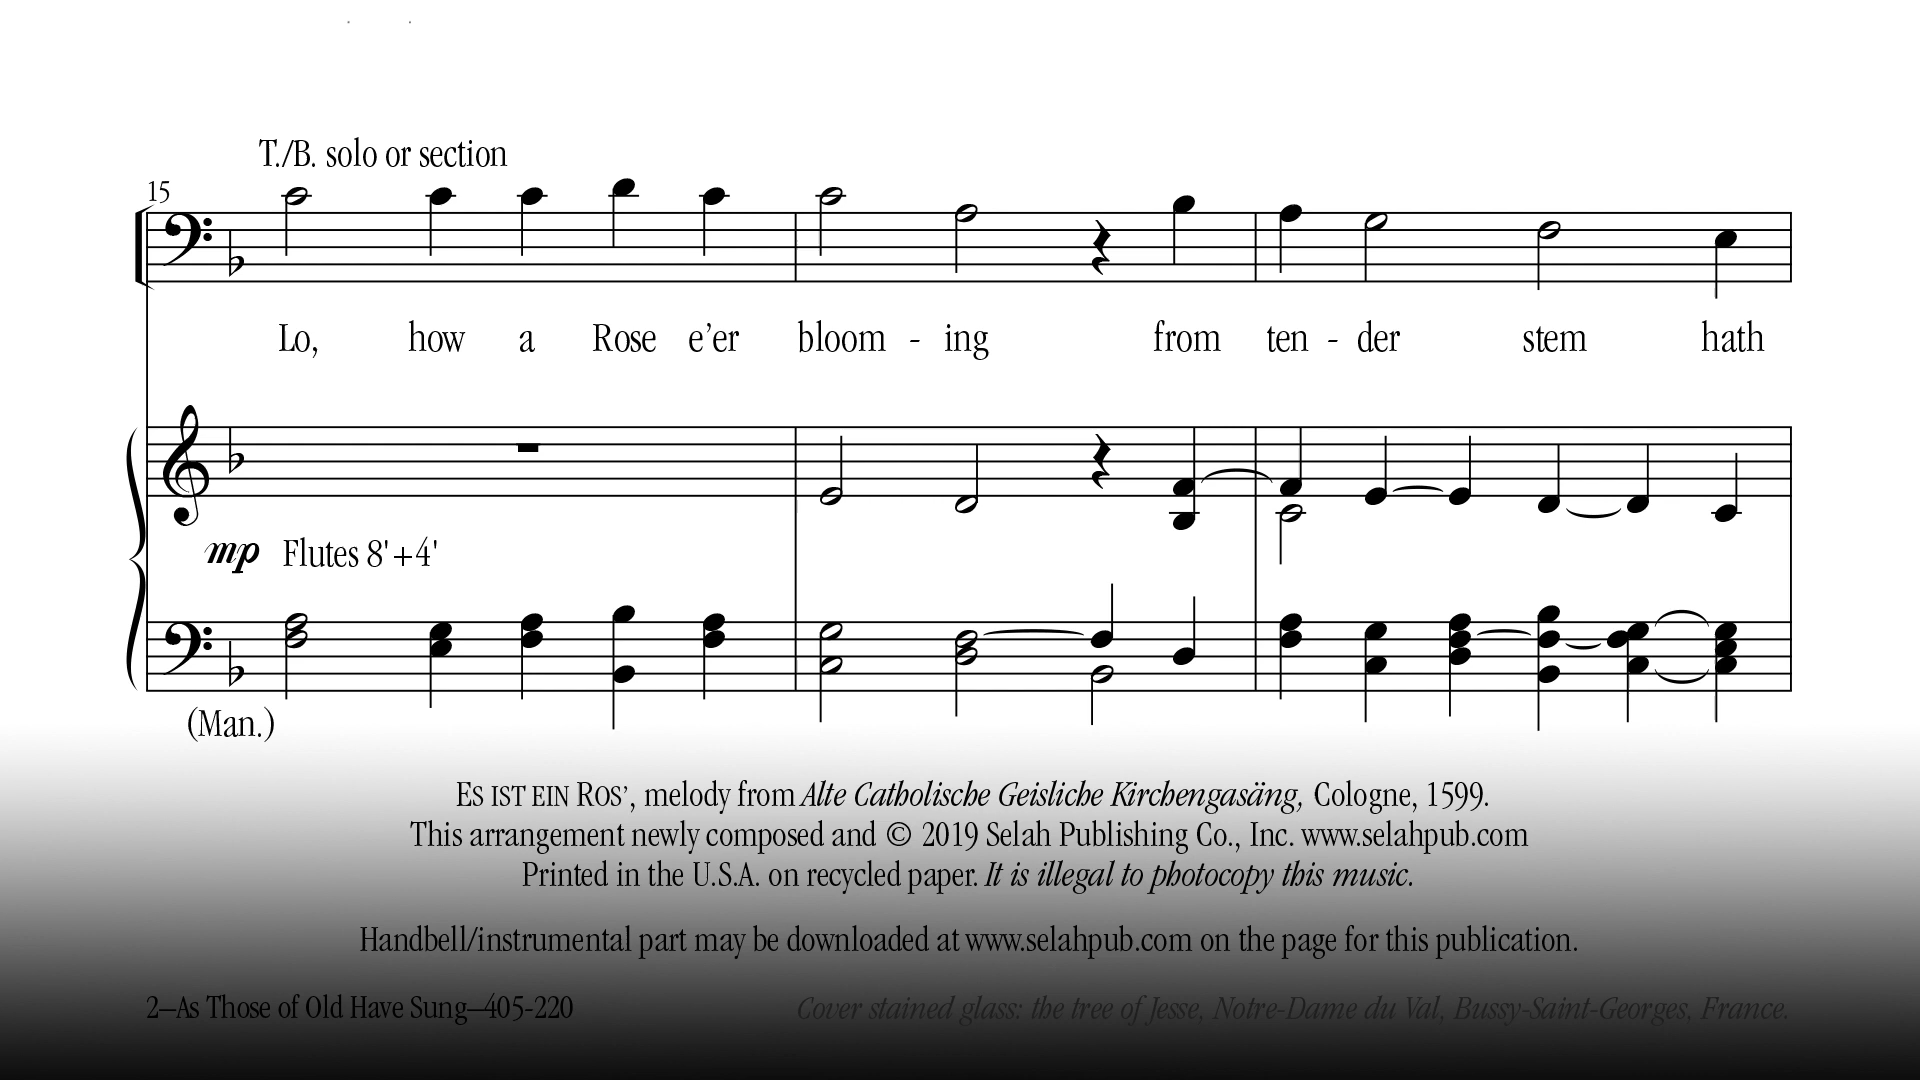 T./B. solo or section
15
Lo, how a Rose e’er bloom - ing from ten - der stem hath
mp Flutes 8'+4'
(Man.)
ES IST EIN ROS’, melody from Alte Catholische Geisliche Kirchengasäng, Cologne, 1599.
This arrangement newly composed and © 2019 Selah Publishing Co., Inc. www.selahpub.com
Printed in the U.S.A. on recycled paper. It is illegal to photocopy this music.
Handbell/instrumental part may be downloaded at www.selahpub.com on the page for this publication.
2–As Those of Old Have Sung–405-220
Cover stained glass: the tree of Jesse, Notre-Dame du Val, Bussy-Saint-Georges, France.